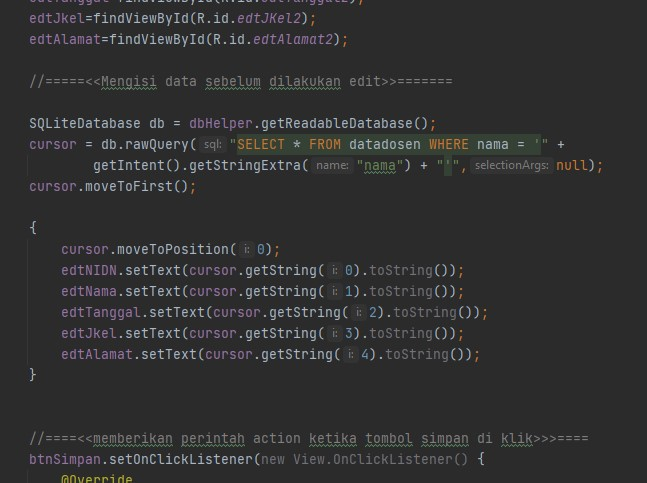 edtJkel=findViewById(R.id.edtJKel2);
edtAlamat=findViewById(R.id.edtAlamat2);
//=====<<Mengisi data sebelum dilakukan edit>>=======
SQLiteDatabase db = dbHelper.getReadableDatabase();
cursor = db.rawQuery( sql: "SELECT * FROM datadosen WHERE nama = '" +
getIntent().getStringExtra( name: "nama") + "'", selectionArgs: null);
cursor.moveToFirst();
{
cursor.moveToPosition( i: 0);
edtNIDN.setText(cursor.getString( i: 0).toString());
edtNama.setText(cursor.getString( i: 1).toString());
edtTanggal.setText(cursor.getString( i: 2).toString());
edtJkel.setText(cursor.getString( i: 3).toString());
edtAlamat.setText(cursor.getString( i: 4).toString());
}
//====<<memberikan perintah action ketika tombol simpan di klik>>>====
btnSimpan.setOnClickListener(new View.OnClickListener() {
@Override